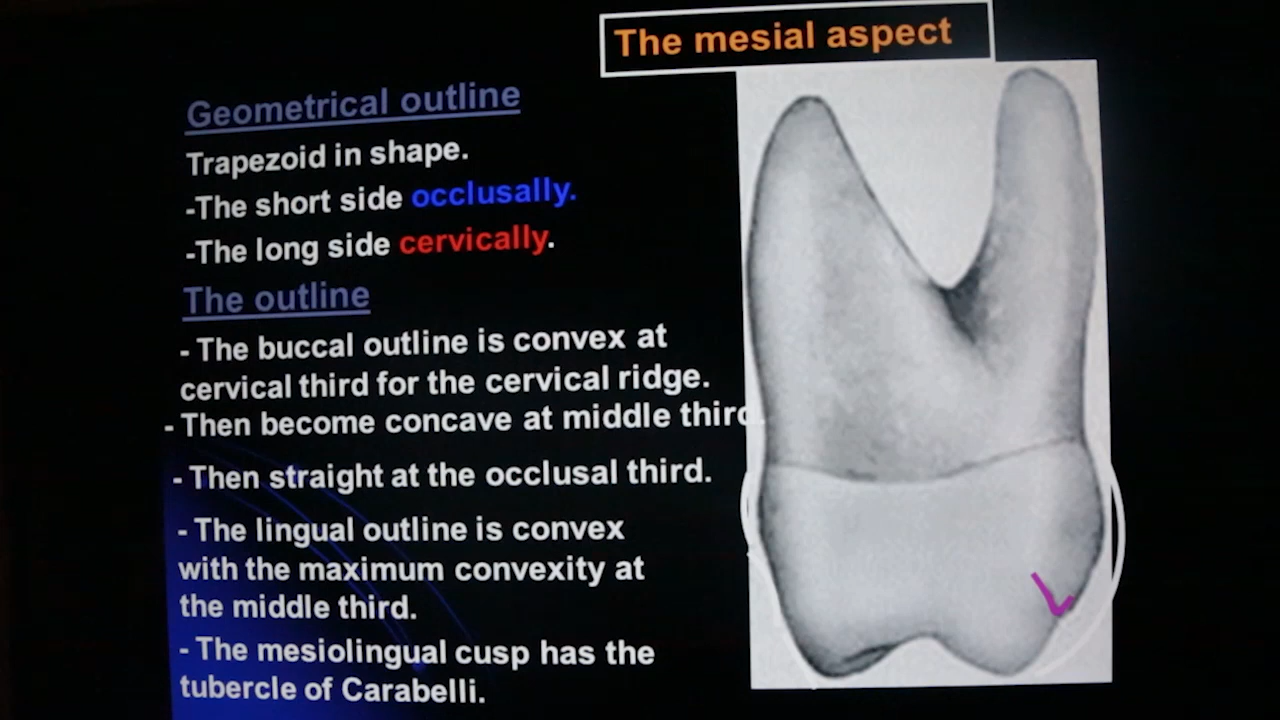 The mesial aspect
Geometrical outline
Trapezoid in shape.
-The short side occlusally.
-The long side cervically.
The outline
- The buccal outline is convex at
cervical third for the cervical ridge.
- Then become concave at middle third.
- Then straight at the occlusal third.
- The lingual outline is convex
with the maximum convexity at
the middle third.
- The mesiolingual cusp has the
tubercle of Carabelli.